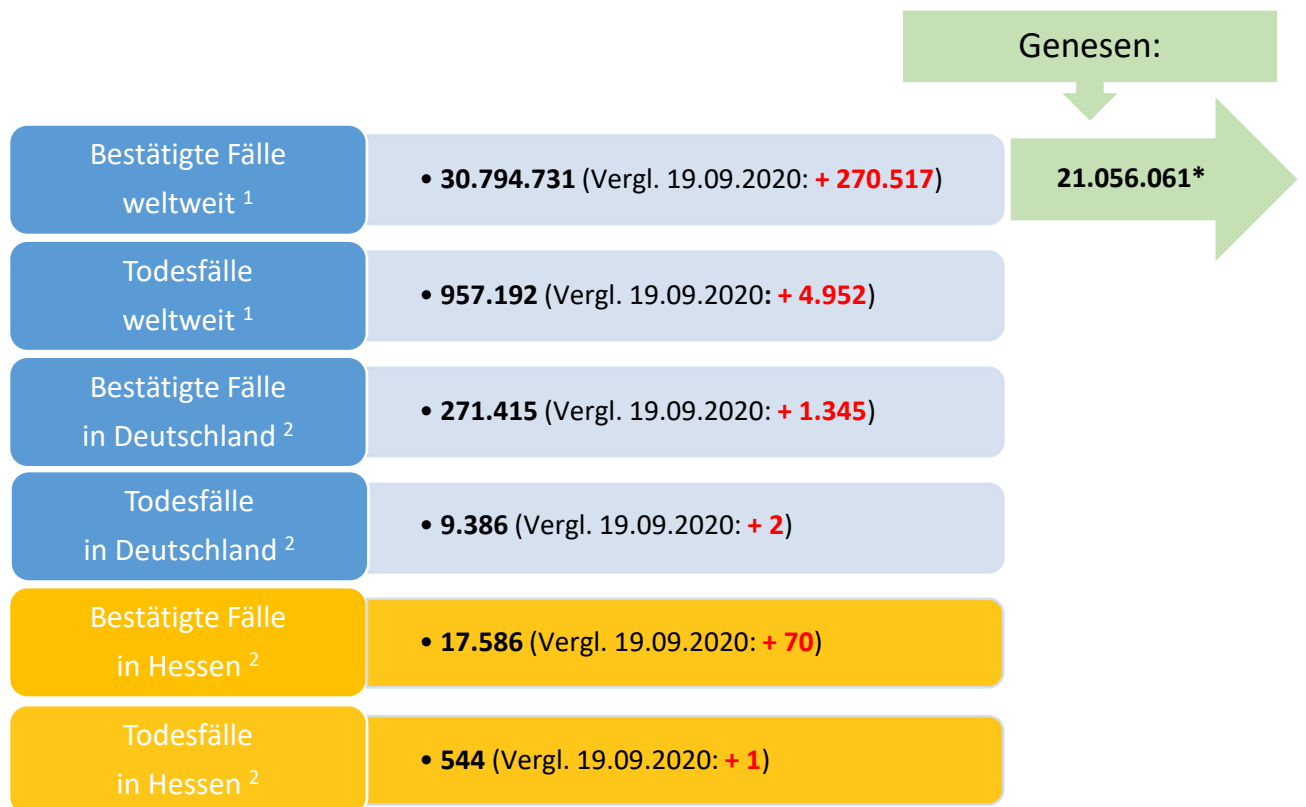 Genesen:
Bestätigte Fälle
weltweit ¹
• 30.794.731 (Vergl. 19.09.2020: + 270.517)
21.056.061*
Todesfälle
weltweit ¹
• 957.192 (Vergl. 19.09.2020: + 4.952)
Bestätigte Fälle
in Deutschland ²
• 271.415 (Vergl. 19.09.2020: + 1.345)
Todesfälle
in Deutschland ²
• 9.386 (Vergl. 19.09.2020: + 2)
Bestätigte Fälle
in Hessen ²
• 17.586 (Vergl. 19.09.2020: + 70)
Todesfälle
in Hessen ²
• 544 (Vergl. 19.09.2020: + 1)